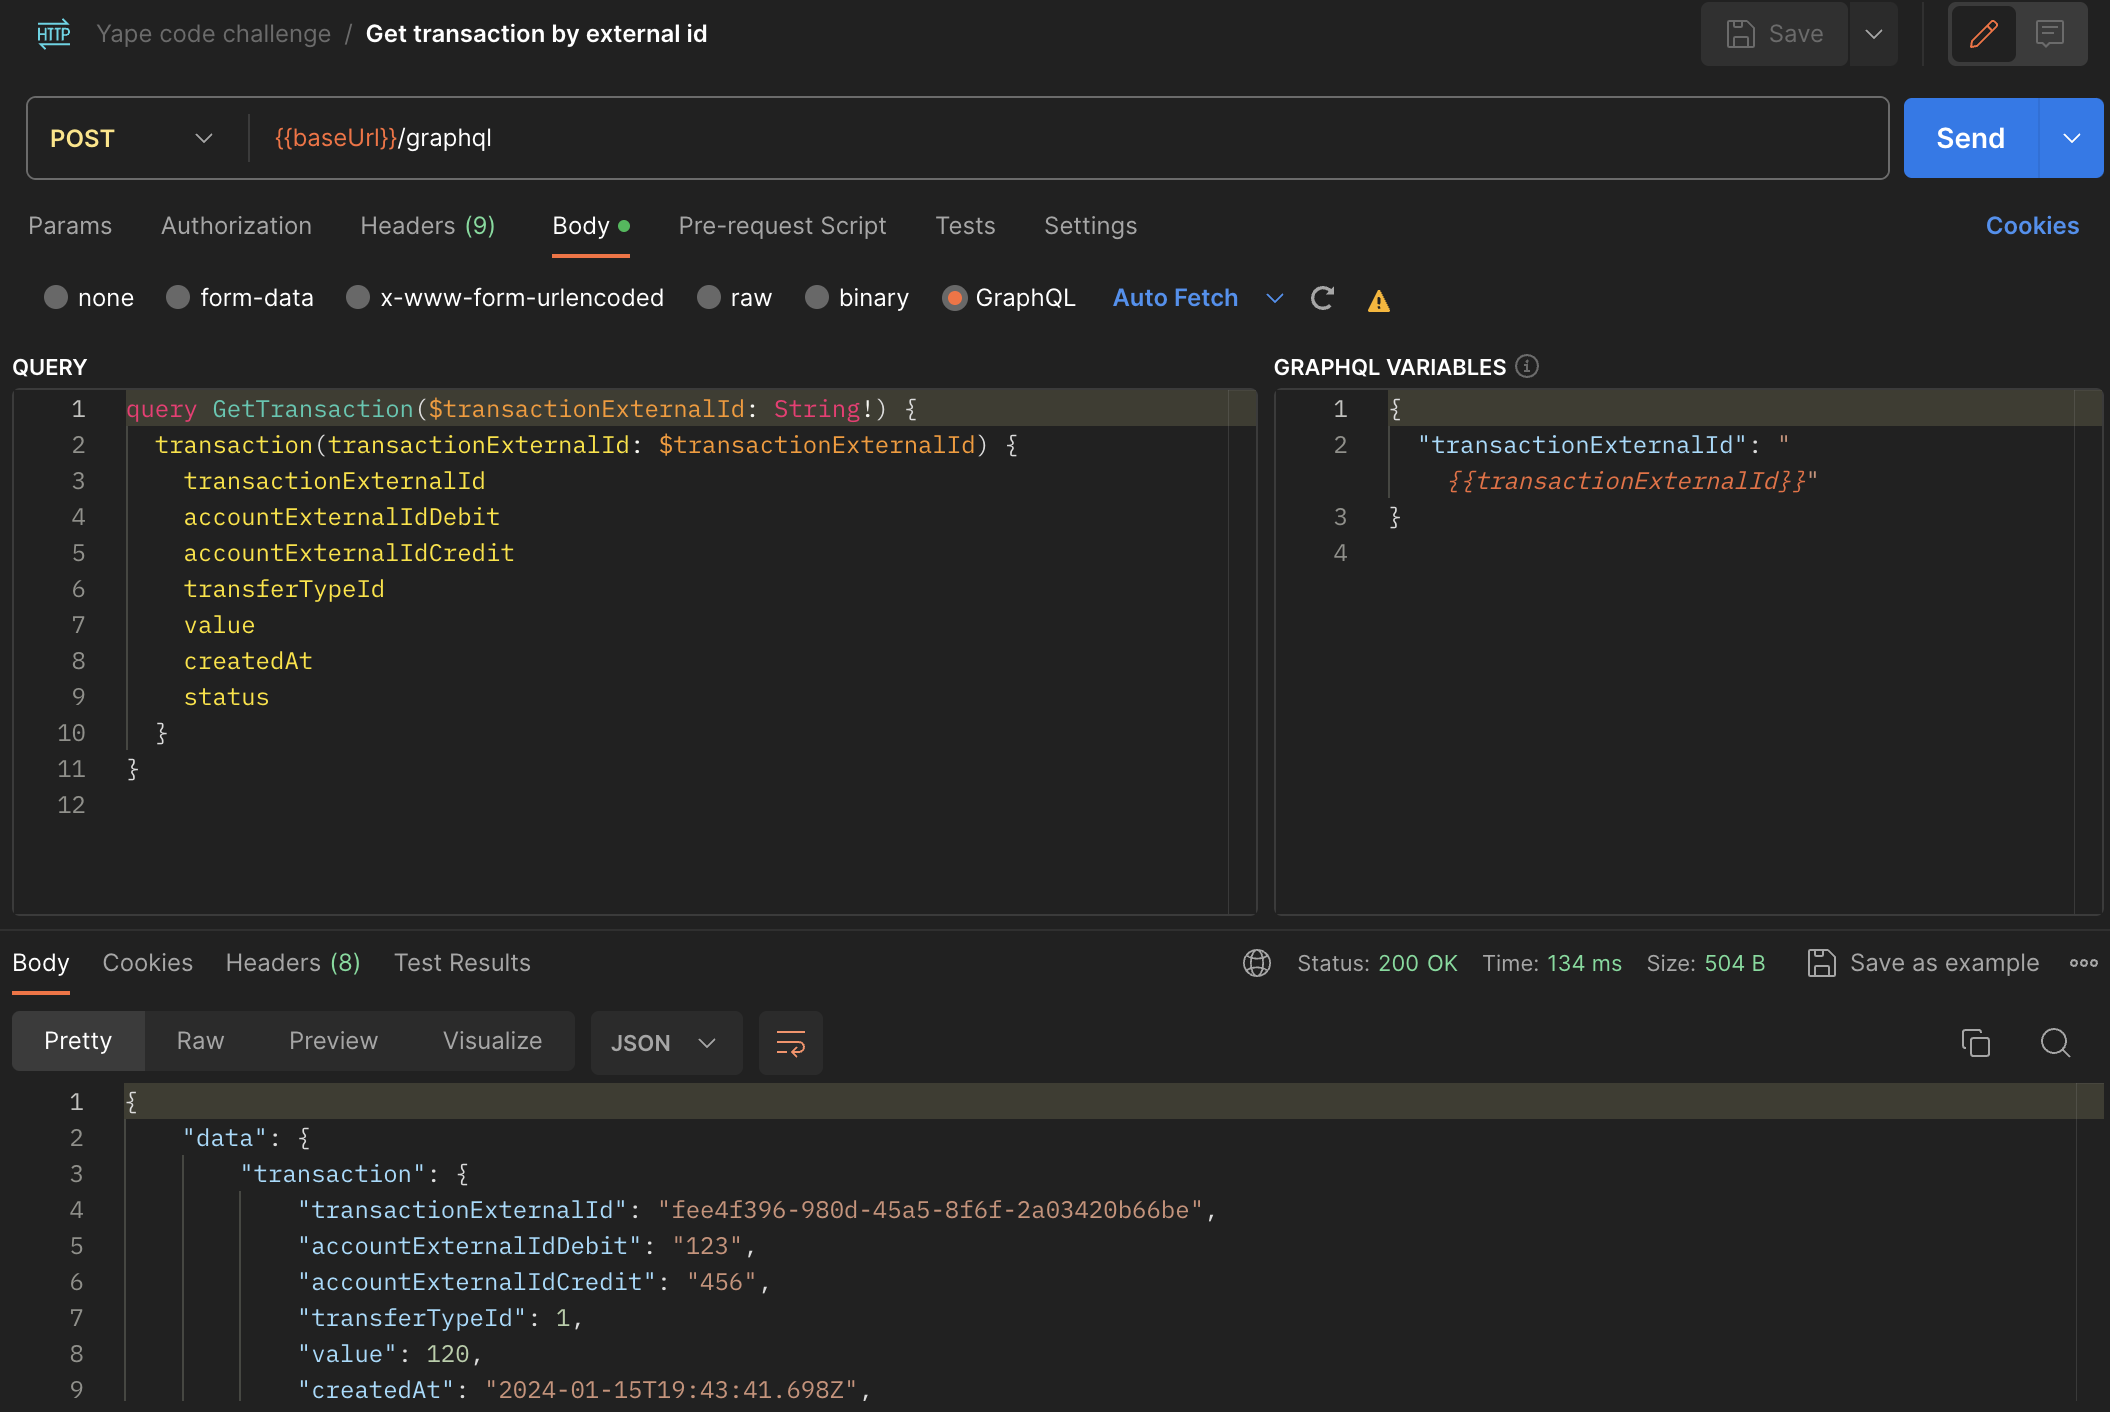 HTTP Yape code challenge / Get transaction by external id Save
POST {{baseUrl}}/graphql Send
Params Authorization Headers (9) Body Pre-request Script Tests Settings Cookies
none form-data x-www-form-urlencoded raw binary GraphQL Auto Fetch
QUERY
1 query GetTransaction($transactionExternalId: String!) {
2 transaction(transactionExternalId: $transactionExternalId) {
3 transactionExternalId
4 accountExternalIdDebit
5 accountExternalIdCredit
6 transferTypeId
7 value
8 createdAt
9 status
10 }
11 }
12
GRAPHQL VARIABLES
1 {
2 "transactionExternalId": "
{{transactionExternalId}}"
3 }
4
Body Cookies Headers (8) Test Results Status: 200 OK Time: 134 ms Size: 504 B Save as example
Pretty Raw Preview Visualize JSON
1 {
2 "data": {
3 "transaction": {
4 "transactionExternalId": "fee4f396-980d-45a5-8f6f-2a03420b66be",
5 "accountExternalIdDebit": "123",
6 "accountExternalIdCredit": "456",
7 "transferTypeId": 1,
8 "value": 120,
9 "createdAt": "2024-01-15T19:43:41.698Z",